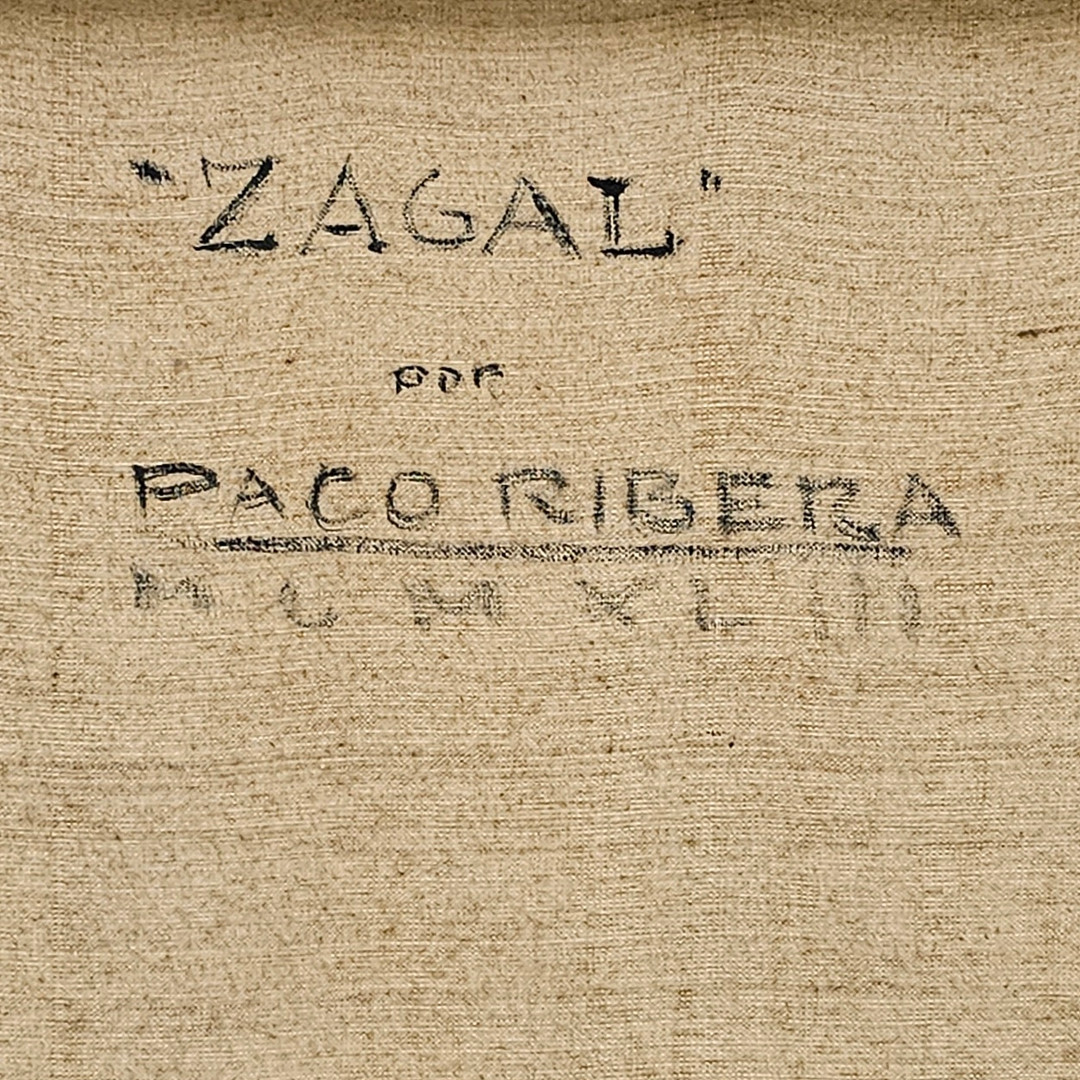 "ZAGAL"
por
PACO RIBERA
MCMXLIII